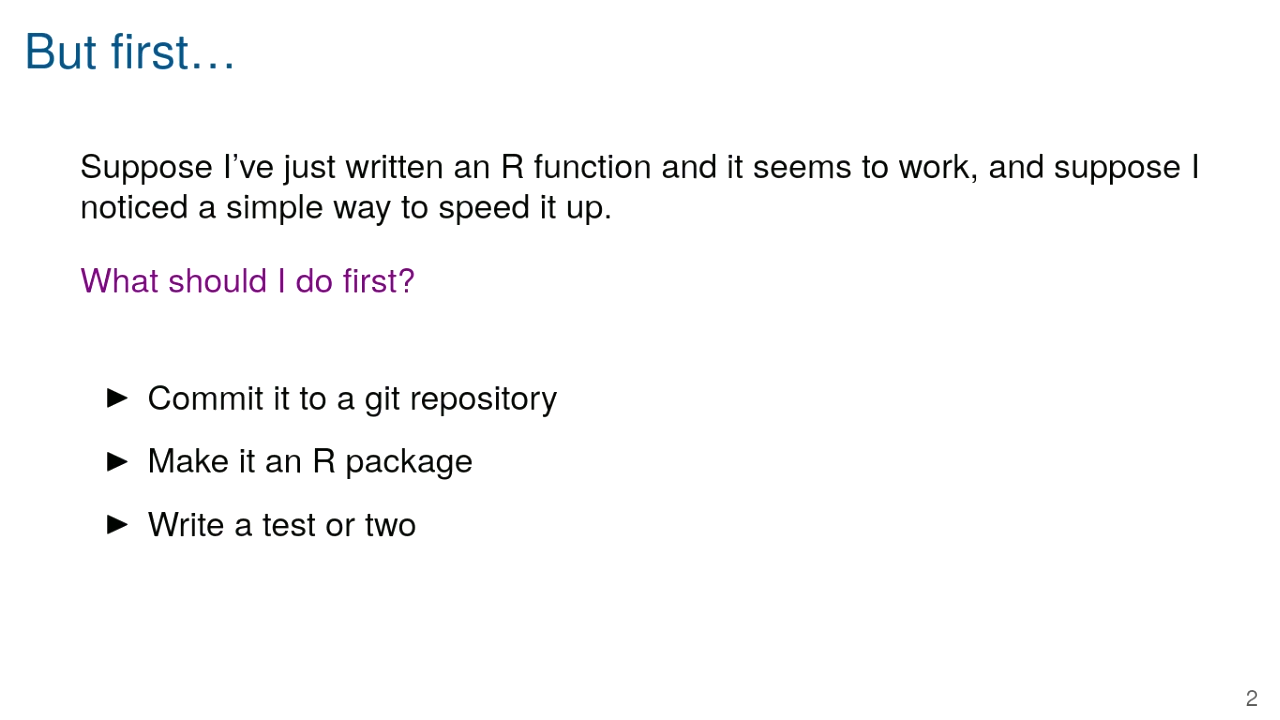 But first…
Suppose I’ve just written an R function and it seems to work, and suppose I
noticed a simple way to speed it up.
What should I do first?
▶ Commit it to a git repository
▶ Make it an R package
▶ Write a test or two
2